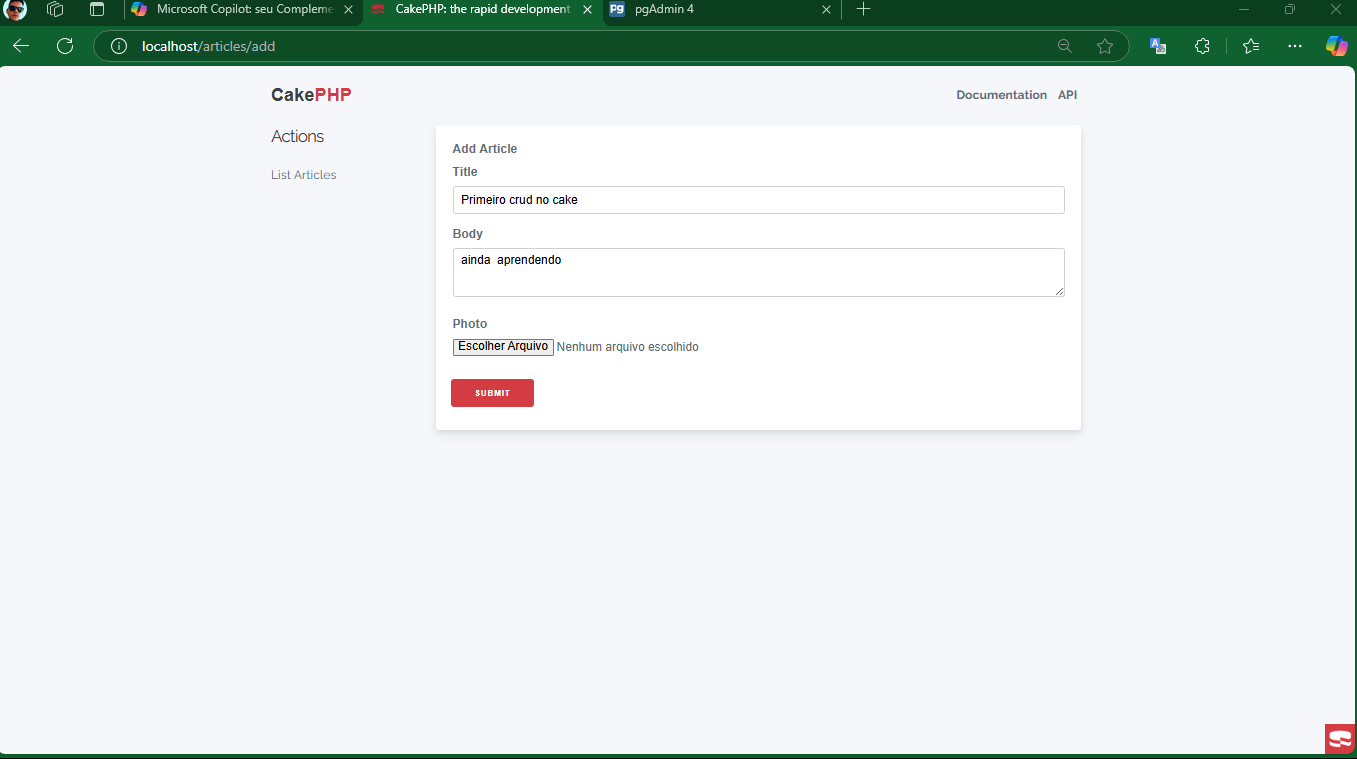 Microsoft Copilot: seu Compleme
CakePHP: the rapid development
pgAdmin 4
localhost/articles/add
CakePHP
Documentation API
Actions
List Articles
Add Article
Title
Primeiro crud no cake
Body
ainda  aprendendo
Photo
Escolher Arquivo Nenhum arquivo escolhido
SUBMIT